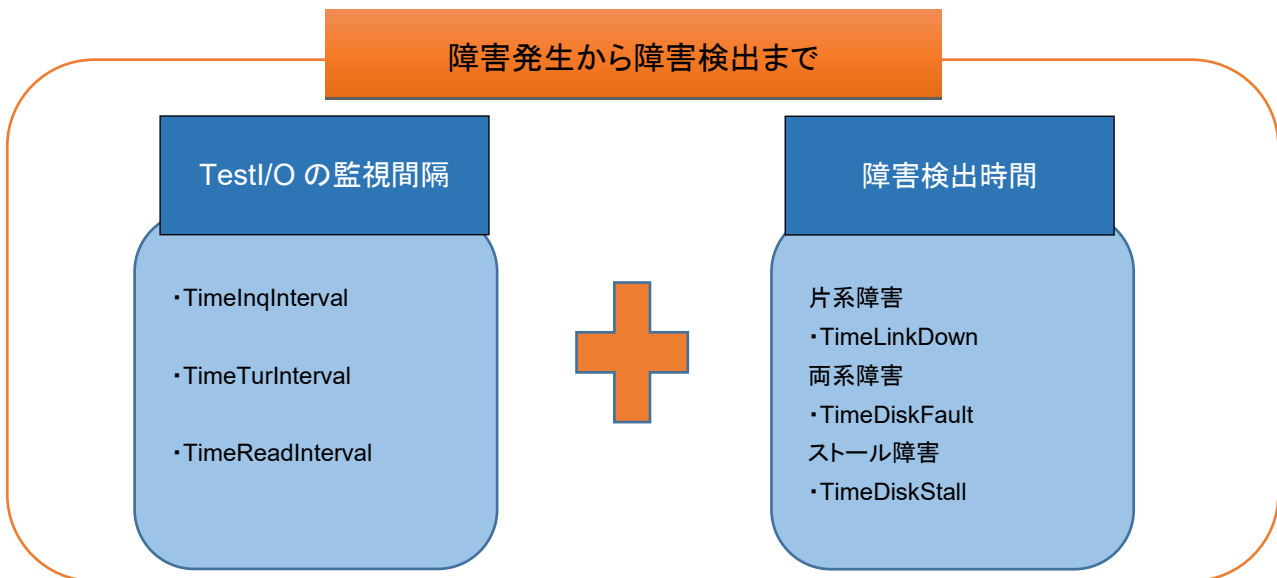 障害発生から障害検出まで
TestI/O の監視間隔
・TimeInqInterval
・TimeTurInterval
・TimeReadInterval
障害検出時間
片系障害
・TimeLinkDown
両系障害
・TimeDiskFault
ストール障害
・TimeDiskStall